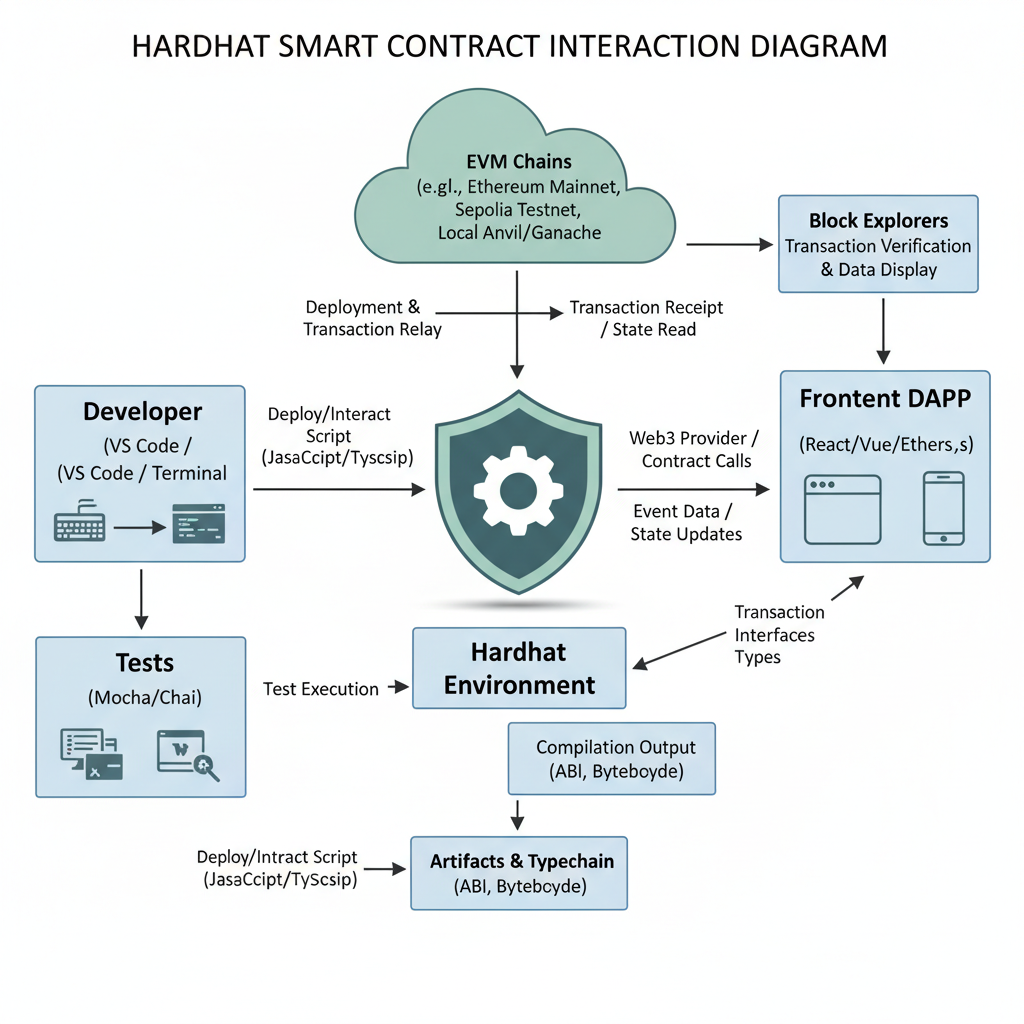 HARDHAT SMART CONTRACT INTERACTION DIAGRAM
EVM Chains
(e.gl., Ethereum Mainnet,
Sepolia Testnet,
Local Anvil/Ganache
Block Explorers
Transaction Verification
& Data Display
Deployment &
Transaction Relay
Transaction Receipt
/ State Read
Developer
(VS Code /
(VS Code / Terminal
Deploy/Interact
Script
(JasaCcipt/Tyscsip)
Web3 Provider /
Contract Calls
Event Data /
State Updates
Frontent DAPP
(React/Vue/Ethers,s)
Transaction
Interfaces
Types
Tests
(Mocha/Chai)
W
Test Execution
Hardhat
Environment
Compilation Output
(ABI, Byteboyde)
Deploy/Intract Script
(JasaCcipt/TyScsip)
Artifacts & Typechain
(ABI, Bytebcyde)